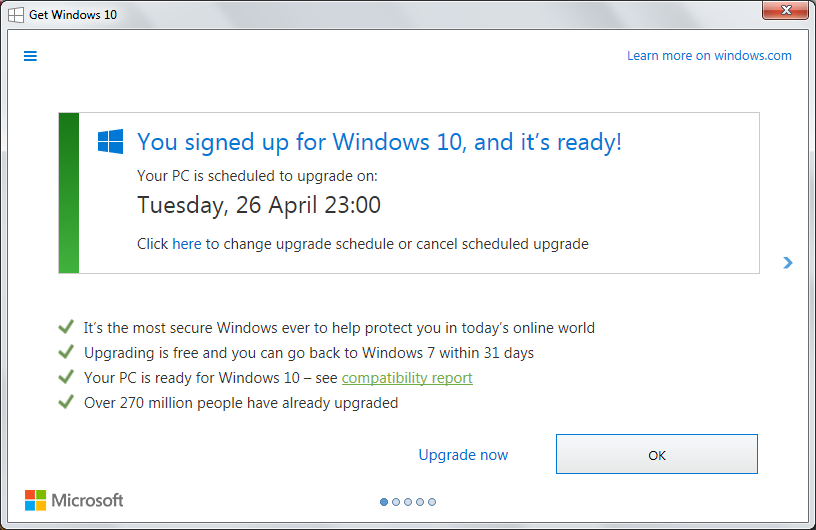 Get Windows 10
Learn more on windows.com
You signed up for Windows 10, and it's ready!
Your PC is scheduled to upgrade on:
Tuesday, 26 April 23:00
Click here to change upgrade schedule or cancel scheduled upgrade
It's the most secure Windows ever to help protect you in today's online world
Upgrading is free and you can go back to Windows 7 within 31 days
Your PC is ready for Windows 10 – see compatibility report
Over 270 million people have already upgraded
Upgrade now
OK
Microsoft